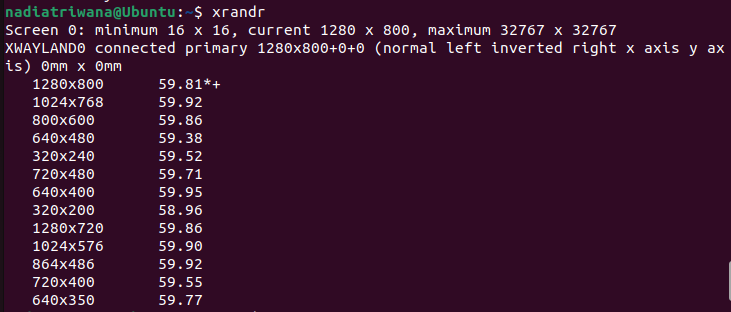 nadiatriwana@Ubuntu:~$ xrandr
Screen 0: minimum 16 x 16, current 1280 x 800, maximum 32767 x 32767
XWAYLAND0 connected primary 1280x800+0+0 (normal left inverted right x axis y ax
is) 0mm x 0mm
   1280x800      59.81*+
   1024x768      59.92
   800x600       59.86
   640x480       59.38
   320x240       59.52
   720x480       59.71
   640x400       59.95
   320x200       58.96
   1280x720      59.86
   1024x576      59.90
   864x486       59.92
   720x400       59.55
   640x350       59.77